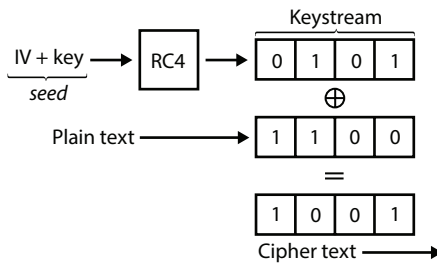 Keystream
IV + key
seed
RC4
0 1 0 1
⊕
Plain text
1 1 0 0
=
1 0 0 1
Cipher text